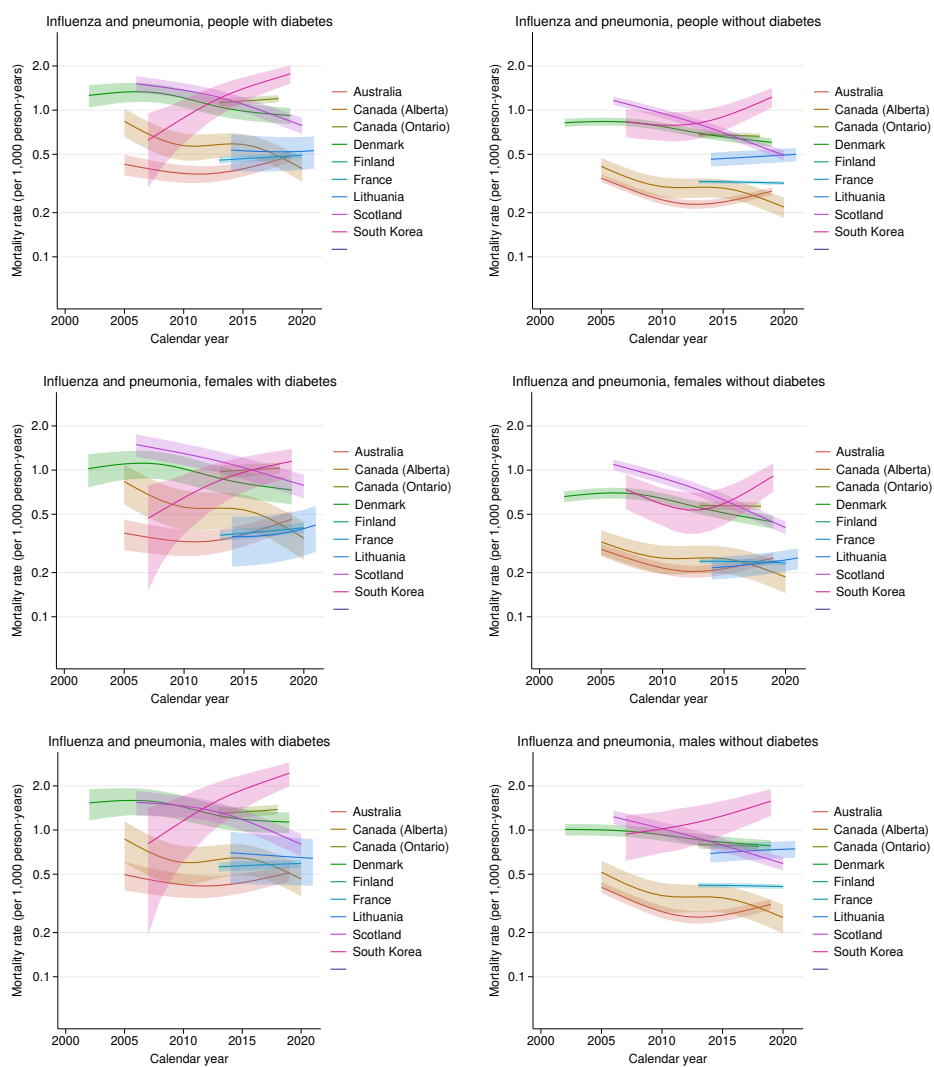 Influenza and pneumonia, people with diabetes
Mortality rate (per 1,000 person-years)
2.0
1.0
0.5
0.2
0.1
2000 2005 2010 2015 2020
Calendar year
Australia
Canada (Alberta)
Canada (Ontario)
Denmark
Finland
France
Lithuania
Scotland
South Korea
Influenza and pneumonia, people without diabetes
Mortality rate (per 1,000 person-years)
2.0
1.0
0.5
0.2
0.1
2000 2005 2010 2015 2020
Calendar year
Australia
Canada (Alberta)
Canada (Ontario)
Denmark
Finland
France
Lithuania
Scotland
South Korea
Influenza and pneumonia, females with diabetes
Mortality rate (per 1,000 person-years)
2.0
1.0
0.5
0.2
0.1
2000 2005 2010 2015 2020
Calendar year
Australia
Canada (Alberta)
Canada (Ontario)
Denmark
Finland
France
Lithuania
Scotland
South Korea
Influenza and pneumonia, females without diabetes
Mortality rate (per 1,000 person-years)
2.0
1.0
0.5
0.2
0.1
2000 2005 2010 2015 2020
Calendar year
Australia
Canada (Alberta)
Canada (Ontario)
Denmark
Finland
France
Lithuania
Scotland
South Korea
Influenza and pneumonia, males with diabetes
Mortality rate (per 1,000 person-years)
2.0
1.0
0.5
0.2
0.1
2000 2005 2010 2015 2020
Calendar year
Australia
Canada (Alberta)
Canada (Ontario)
Denmark
Finland
France
Lithuania
Scotland
South Korea
Influenza and pneumonia, males without diabetes
Mortality rate (per 1,000 person-years)
2.0
1.0
0.5
0.2
0.1
2000 2005 2010 2015 2020
Calendar year
Australia
Canada (Alberta)
Canada (Ontario)
Denmark
Finland
France
Lithuania
Scotland
South Korea